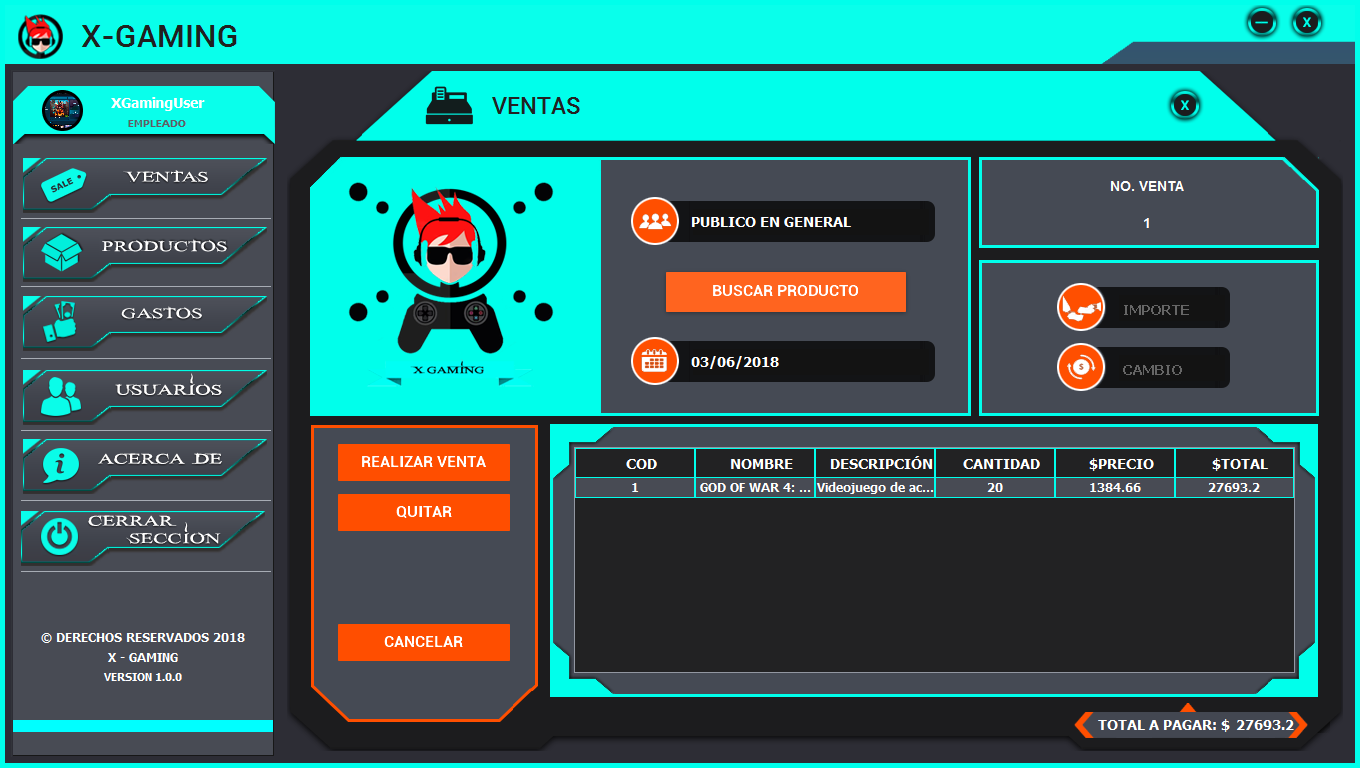 X-GAMING
X
XGamingUser
EMPLEADO
SALE
VENTAS
PRODUCTOS
GASTOS
USUARIOS
ACERCA DE
CERRAR
SECCION
© DERECHOS RESERVADOS 2018
X - GAMING
VERSION 1.0.0
VENTAS
X
X GAMING
PUBLICO EN GENERAL
BUSCAR PRODUCTO
03/06/2018
NO. VENTA
1
IMPORTE
CAMBIO
REALIZAR VENTA
QUITAR
CANCELAR
COD NOMBRE DESCRIPCIÓN CANTIDAD $PRECIO $TOTAL
1 GOD OF WAR 4: ... Videojuego de ac... 20 1384.66 27693.2
TOTAL A PAGAR: $ 27693.2